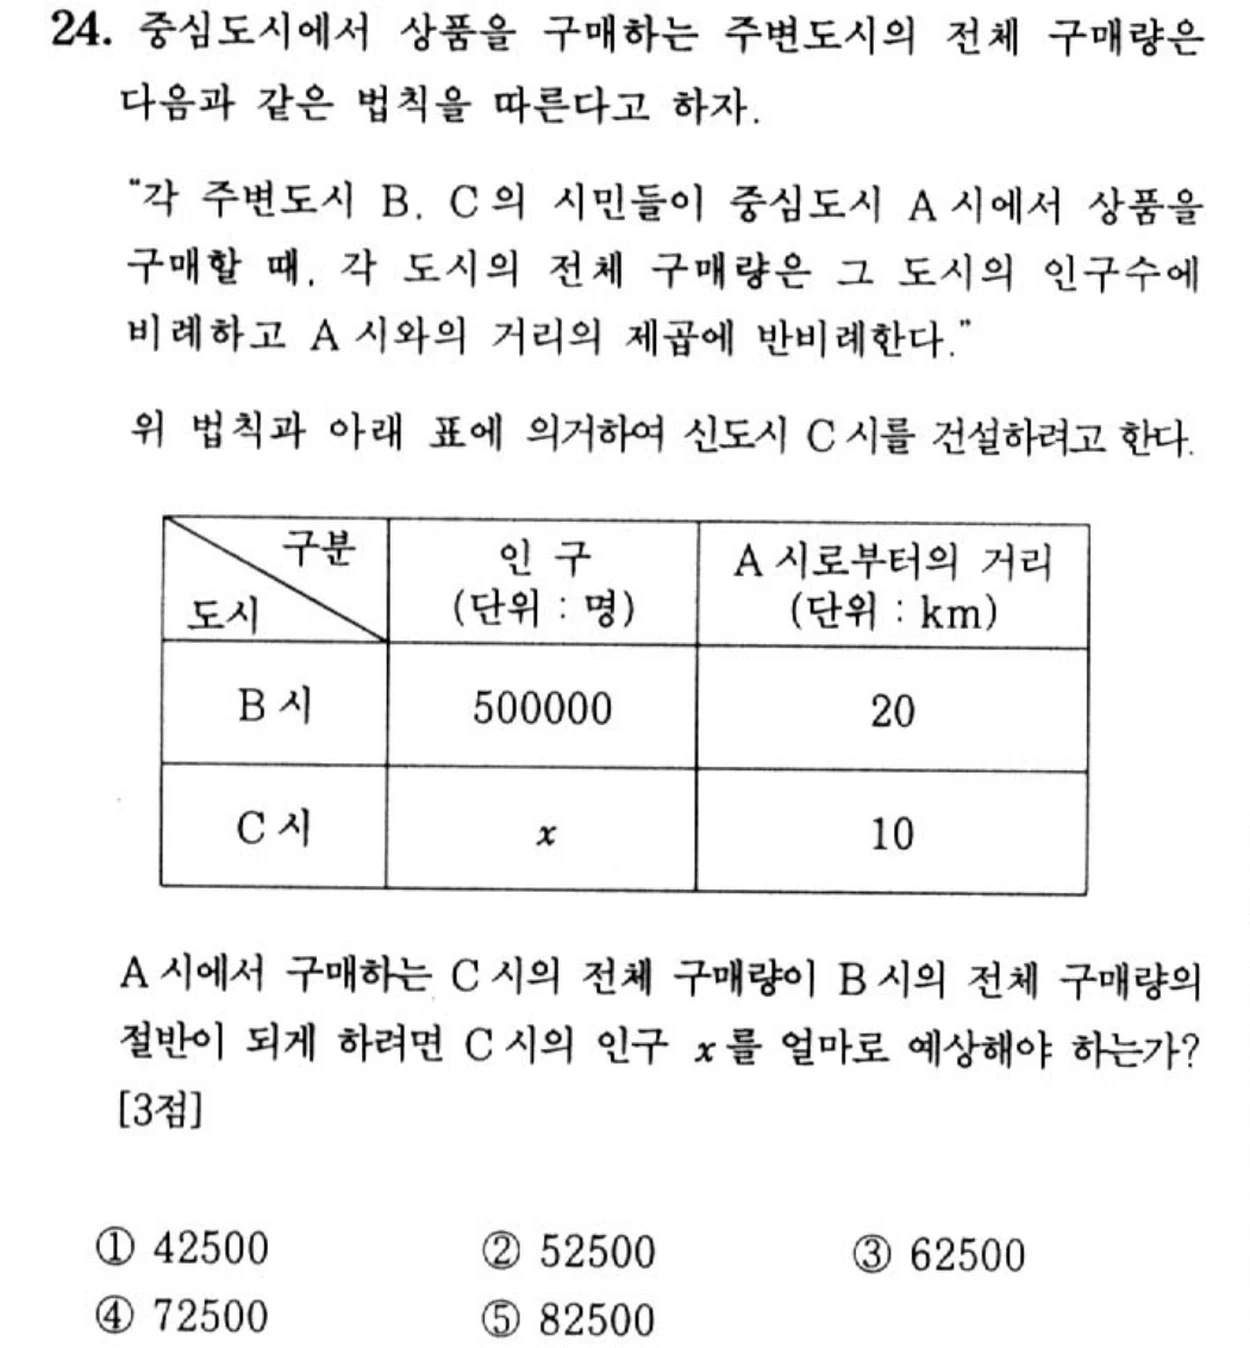 24. 중심도시에서 상품을 구매하는 주변도시의 전체 구매량은
다음과 같은 법칙을 따른다고 하자.
“각 주변도시 B, C의 시민들이 중심도시 A 시에서 상품을
구매할 때, 각 도시의 전체 구매량은 그 도시의 인구수에
비례하고 A 시와의 거리의 제곱에 반비례한다.”
위 법칙과 아래 표에 의거하여 신도시 C 시를 건설하려고 한다.
구분
도시
인 구
(단위 : 명)
A 시로부터의 거리
(단위 : km)
B 시
500000
20
C 시
x
10
A 시에서 구매하는 C 시의 전체 구매량이 B 시의 전체 구매량의
절반이 되게 하려면 C 시의 인구 x를 얼마로 예상해야 하는가?
[3점]
① 42500 ② 52500 ③ 62500
④ 72500 ⑤ 82500